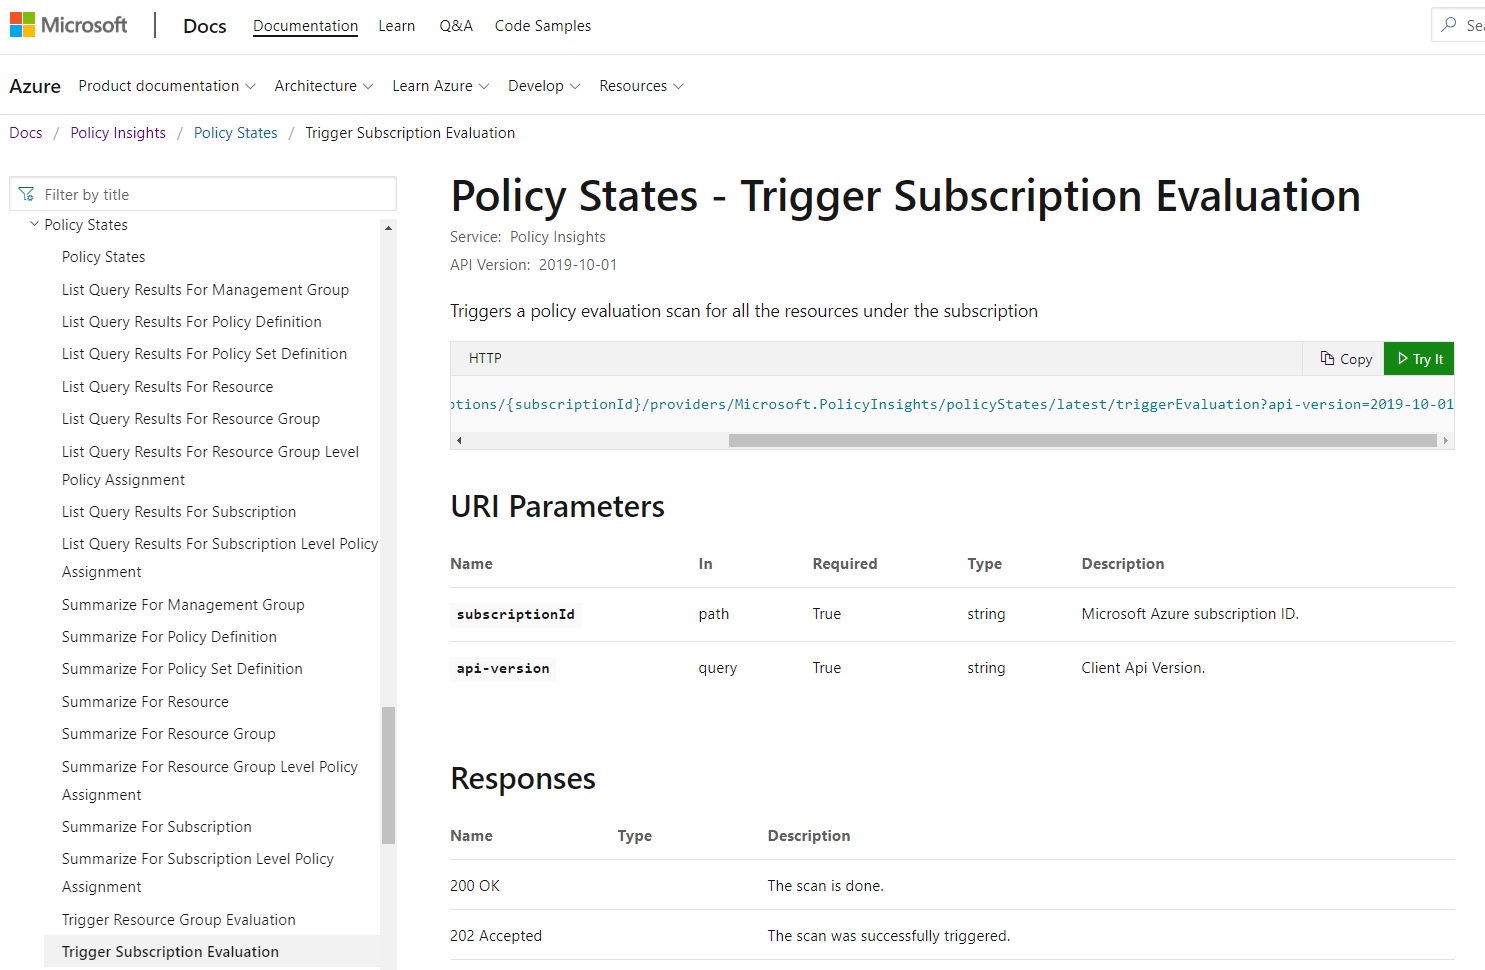 Microsoft Docs Documentation Learn Q&A Code Samples
Azure Product documentation Architecture Learn Azure Develop Resources
Docs / Policy Insights / Policy States / Trigger Subscription Evaluation
Filter by title
Policy States
Policy States
List Query Results For Management Group
List Query Results For Policy Definition
List Query Results For Policy Set Definition
List Query Results For Resource
List Query Results For Resource Group
List Query Results For Resource Group Level
Policy Assignment
List Query Results For Subscription
List Query Results For Subscription Level Policy
Assignment
Summarize For Management Group
Summarize For Policy Definition
Summarize For Policy Set Definition
Summarize For Resource
Summarize For Resource Group
Summarize For Resource Group Level Policy
Assignment
Summarize For Subscription
Summarize For Subscription Level Policy
Assignment
Trigger Resource Group Evaluation
Trigger Subscription Evaluation
Policy States - Trigger Subscription Evaluation
Service: Policy Insights
API Version: 2019-10-01
Triggers a policy evaluation scan for all the resources under the subscription
HTTP Copy Try It
ptions/{subscriptionId}/providers/Microsoft.PolicyInsights/policyStates/latest/triggerEvaluation?api-version=2019-10-01
URI Parameters
Name In Required Type Description
subscriptionId path True string Microsoft Azure subscription ID.
api-version query True string Client Api Version.
Responses
Name Type Description
200 OK The scan is done.
202 Accepted The scan was successfully triggered.